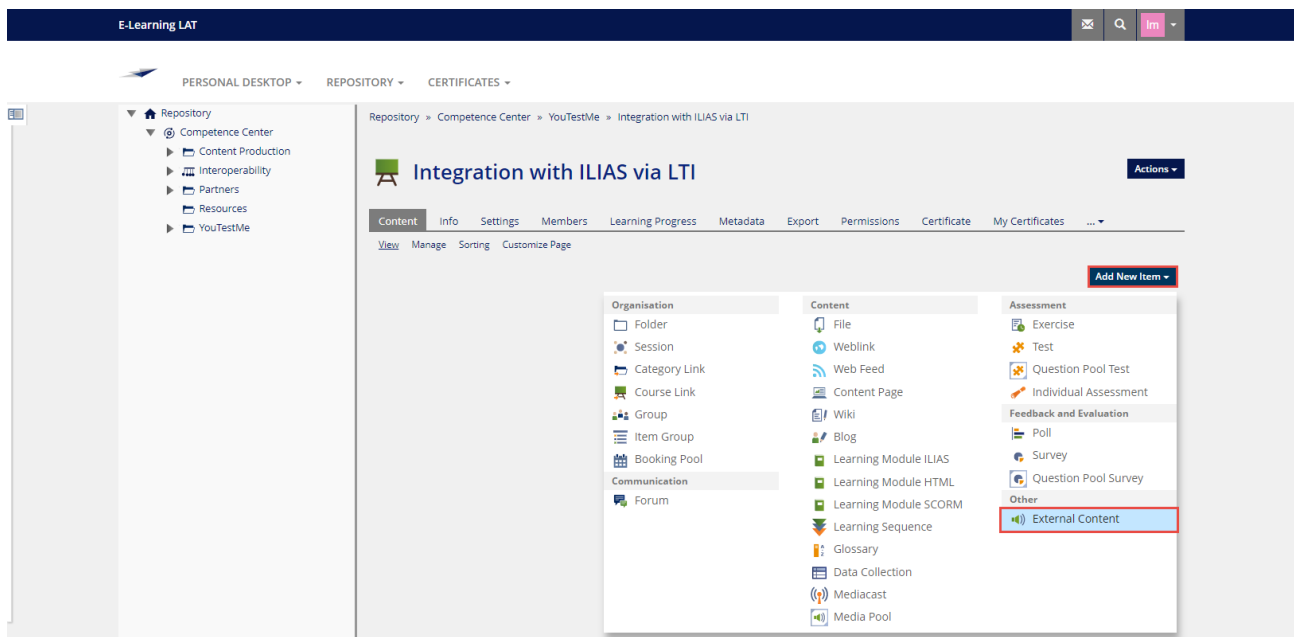 E-Learning LAT
lm
PERSONAL DESKTOP
REPOSITORY
CERTIFICATES
Repository
Competence Center
Content Production
Interoperability
Partners
Resources
YouTestMe
Repository » Competence Center » YouTestMe » Integration with ILIAS via LTI
Integration with ILIAS via LTI
Actions
Content Info Settings Members Learning Progress Metadata Export Permissions Certificate My Certificates ...
View Manage Sorting Customize Page
Add New Item
Organisation
Folder
Session
Category Link
Course Link
Group
Item Group
Booking Pool
Communication
Forum
Content
File
Weblink
Web Feed
Content Page
Wiki
Blog
Learning Module ILIAS
Learning Module HTML
Learning Module SCORM
Learning Sequence
Glossary
Data Collection
Mediacast
Media Pool
Assessment
Exercise
Test
Question Pool Test
Individual Assessment
Feedback and Evaluation
Poll
Survey
Question Pool Survey
Other
External Content